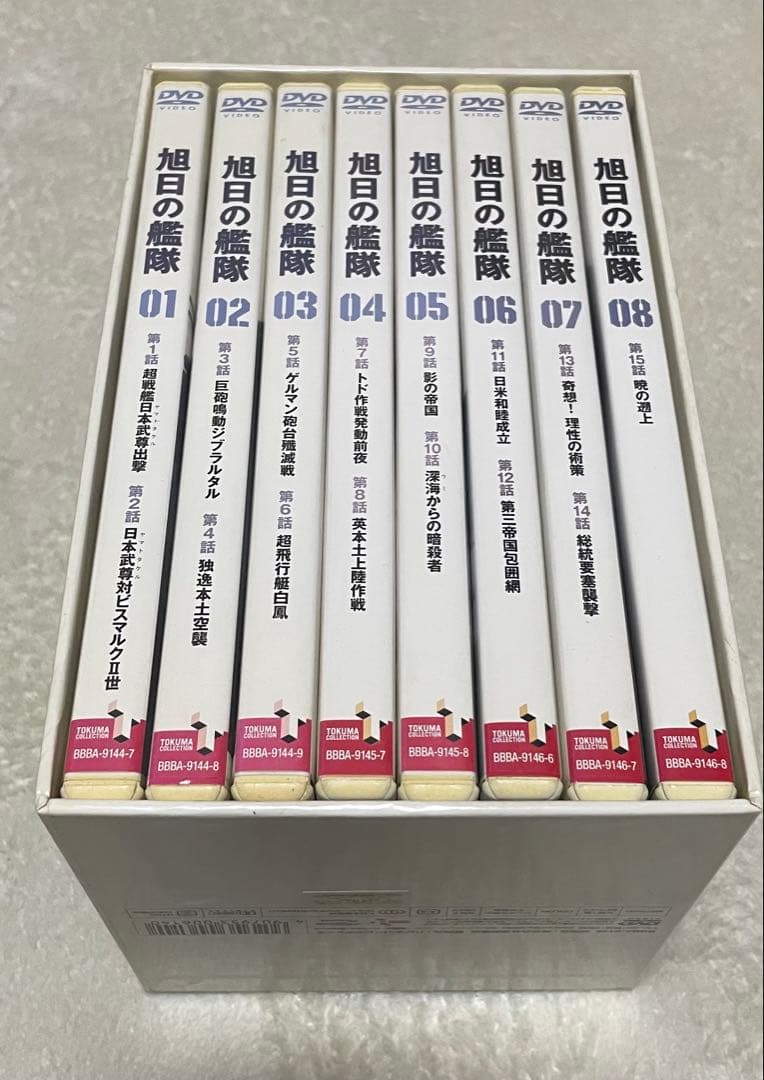 DVD
VIDEO
旭日の艦隊
01
第1話 超戦艦日本武尊出撃
ヤマトタケル
第2話 日本武尊対ビスマルクⅡ世
ヤマトタケル
TOKUMA
COLLECTION
BBBA-9144-7
DVD
VIDEO
旭日の艦隊
02
第3話 巨砲鳴動ジブラルタル
第4話 独逸本土空襲
TOKUMA
COLLECTION
BBBA-9144-8
DVD
VIDEO
旭日の艦隊
03
第5話 ゲルマン砲台殲滅戦
第6話 超飛行艇白鳳
TOKUMA
COLLECTION
BBBA-9144-9
DVD
VIDEO
旭日の艦隊
04
第7話 トド作戦発動前夜
第8話 英本土上陸作戦
TOKUMA
COLLECTION
BBBA-9145-7
DVD
VIDEO
旭日の艦隊
05
第9話 影の帝国
第10話 深海からの暗殺者
TOKUMA
COLLECTION
BBBA-9145-8
DVD
VIDEO
旭日の艦隊
06
第11話 日米和睦成立
第12話 第三帝国包囲網
TOKUMA
COLLECTION
BBBA-9146-6
DVD
VIDEO
旭日の艦隊
07
第13話 奇想！理性の術策
第14話 総統要塞襲撃
TOKUMA
COLLECTION
BBBA-9146-7
DVD
VIDEO
旭日の艦隊
08
第15話 暁の遡上
TOKUMA
COLLECTION
BBBA-9146-8